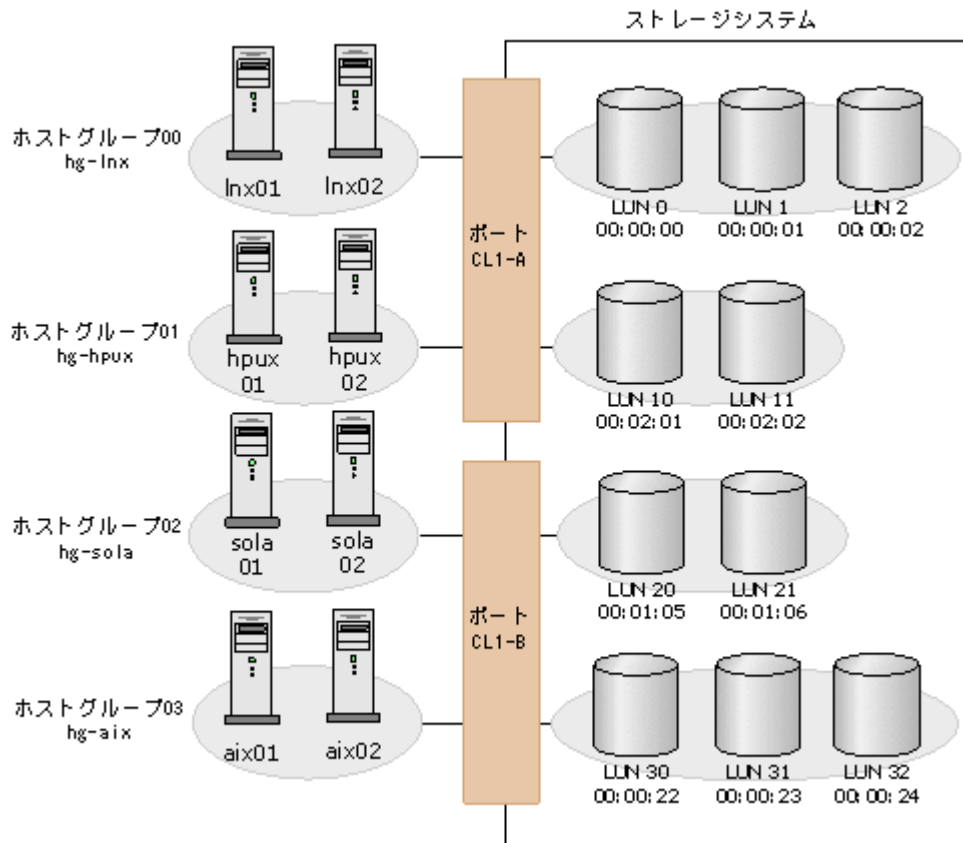 ストレージシステム
ホストグループ00
hg-lnx
lnx01
lnx02
ポート
CL1-A
LUN 0
00:00:00
LUN 1
00:00:01
LUN 2
00:00:02
ホストグループ01
hg-hpux
hpux
01
hpux
02
LUN 10
00:02:01
LUN 11
00:02:02
ホストグループ02
hg-sola
sola
01
sola
02
ポート
CL1-B
LUN 20
00:01:05
LUN 21
00:01:06
ホストグループ03
hg-aix
aix01
aix02
LUN 30
00:00:22
LUN 31
00:00:23
LUN 32
00:00:24